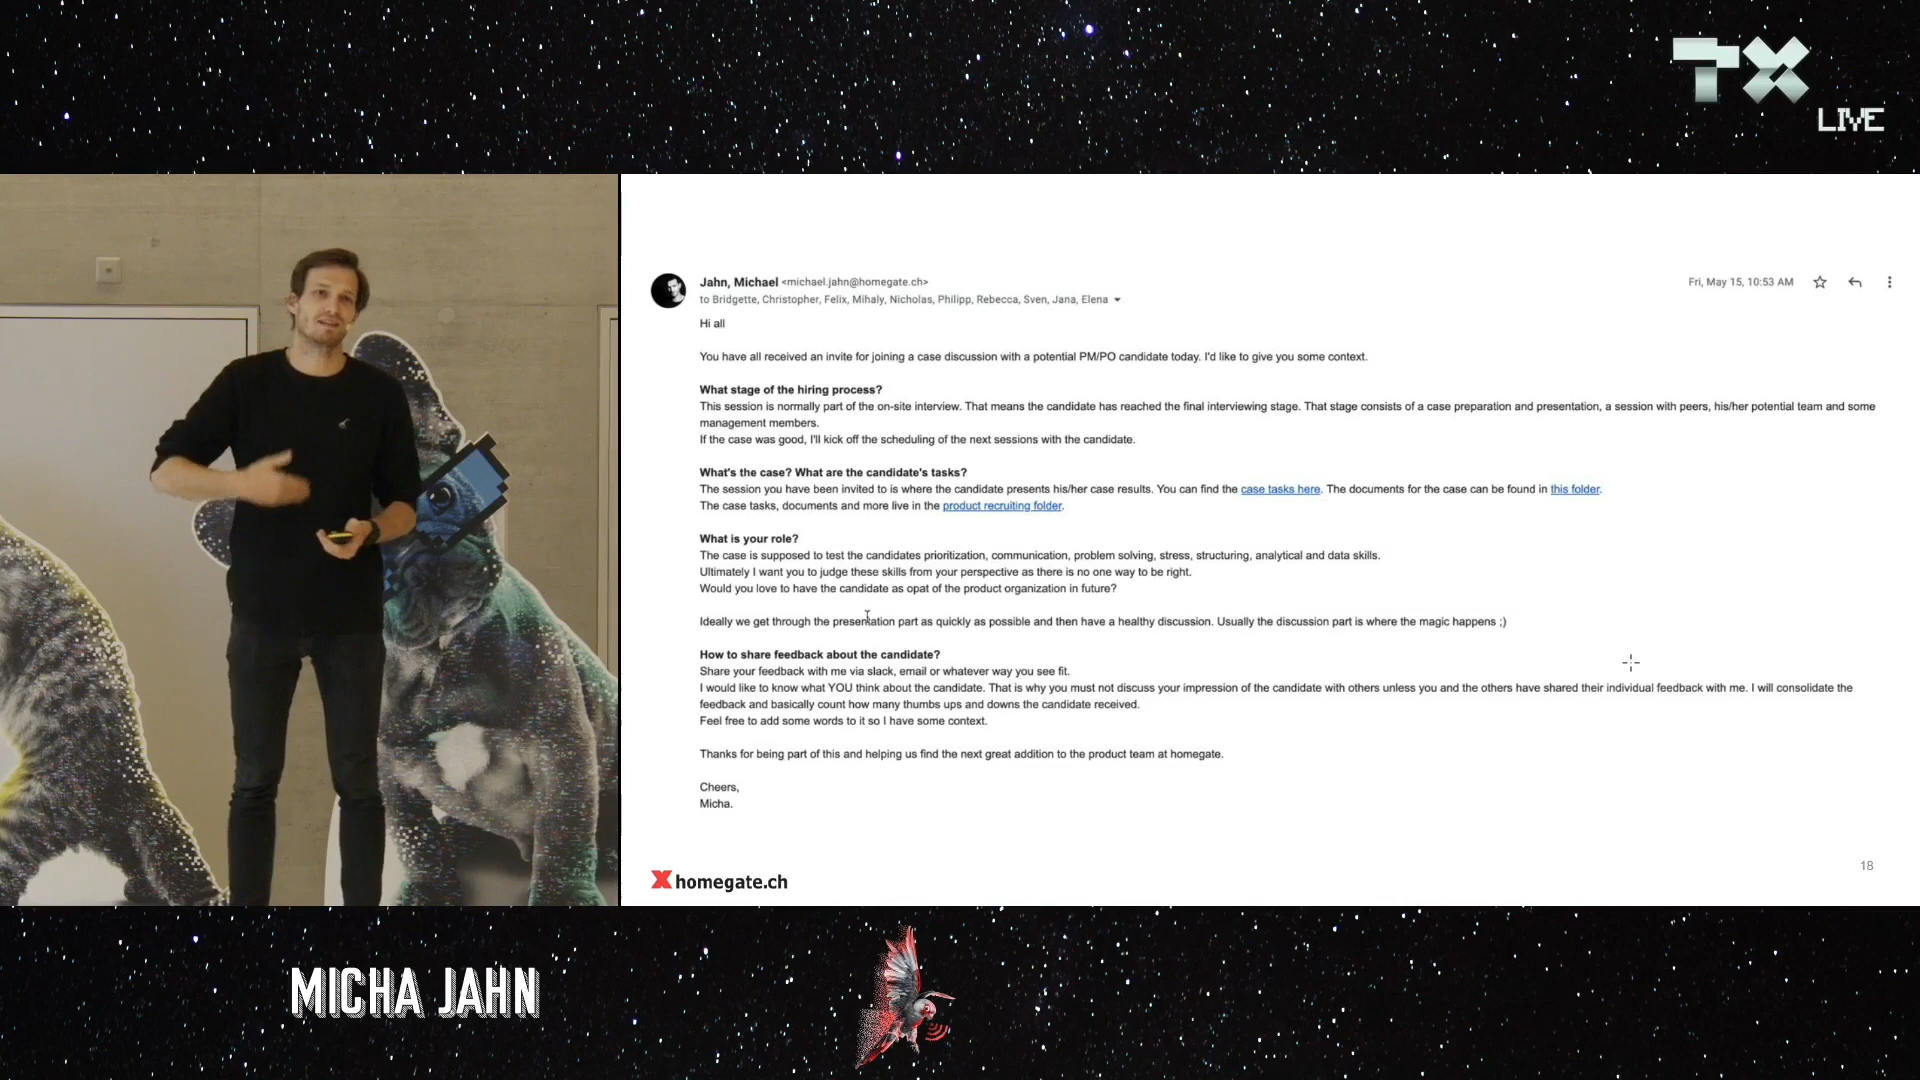 TX
LIVE
Jahn, Michael <michael.jahn@homegate.ch>
Fri, May 15, 10:53 AM
to Bridgette, Christopher, Felix, Mihaly, Nicholas, Philipp, Rebecca, Sven, Jana, Elena
Hi all
You have all received an invite for joining a case discussion with a potential PM/PO candidate today. I'd like to give you some context.
What stage of the hiring process?
This session is normally part of the on-site interview. That means the candidate has reached the final interviewing stage. That stage consists of a case preparation and presentation, a session with peers, his/her potential team and some
management members.
If the case was good, I'll kick off the scheduling of the next sessions with the candidate.
What's the case? What are the candidate's tasks?
The session you have been invited to is where the candidate presents his/her case results. You can find the case tasks here. The documents for the case can be found in this folder.
The case tasks, documents and more live in the product recruiting folder.
What is your role?
The case is supposed to test the candidates prioritization, communication, problem solving, stress, structuring, analytical and data skills.
Ultimately I want you to judge these skills from your perspective as there is no one way to be right.
Would you love to have the candidate as opat of the product organization in future?
Ideally we get through the presentation part as quickly as possible and then have a healthy discussion. Usually the discussion part is where the magic happens ;)
How to share feedback about the candidate?
Share your feedback with me via slack, email or whatever way you see fit.
I would like to know what YOU think about the candidate. That is why you must not discuss your impression of the candidate with others unless you and the others have shared their individual feedback with me. I will consolidate the
feedback and basically count how many thumbs ups and downs the candidate received.
Feel free to add some words to it so I have some context.
Thanks for being part of this and helping us find the next great addition to the product team at homegate.
Cheers,
Micha.
18
homegate.ch
MICHA JAHN